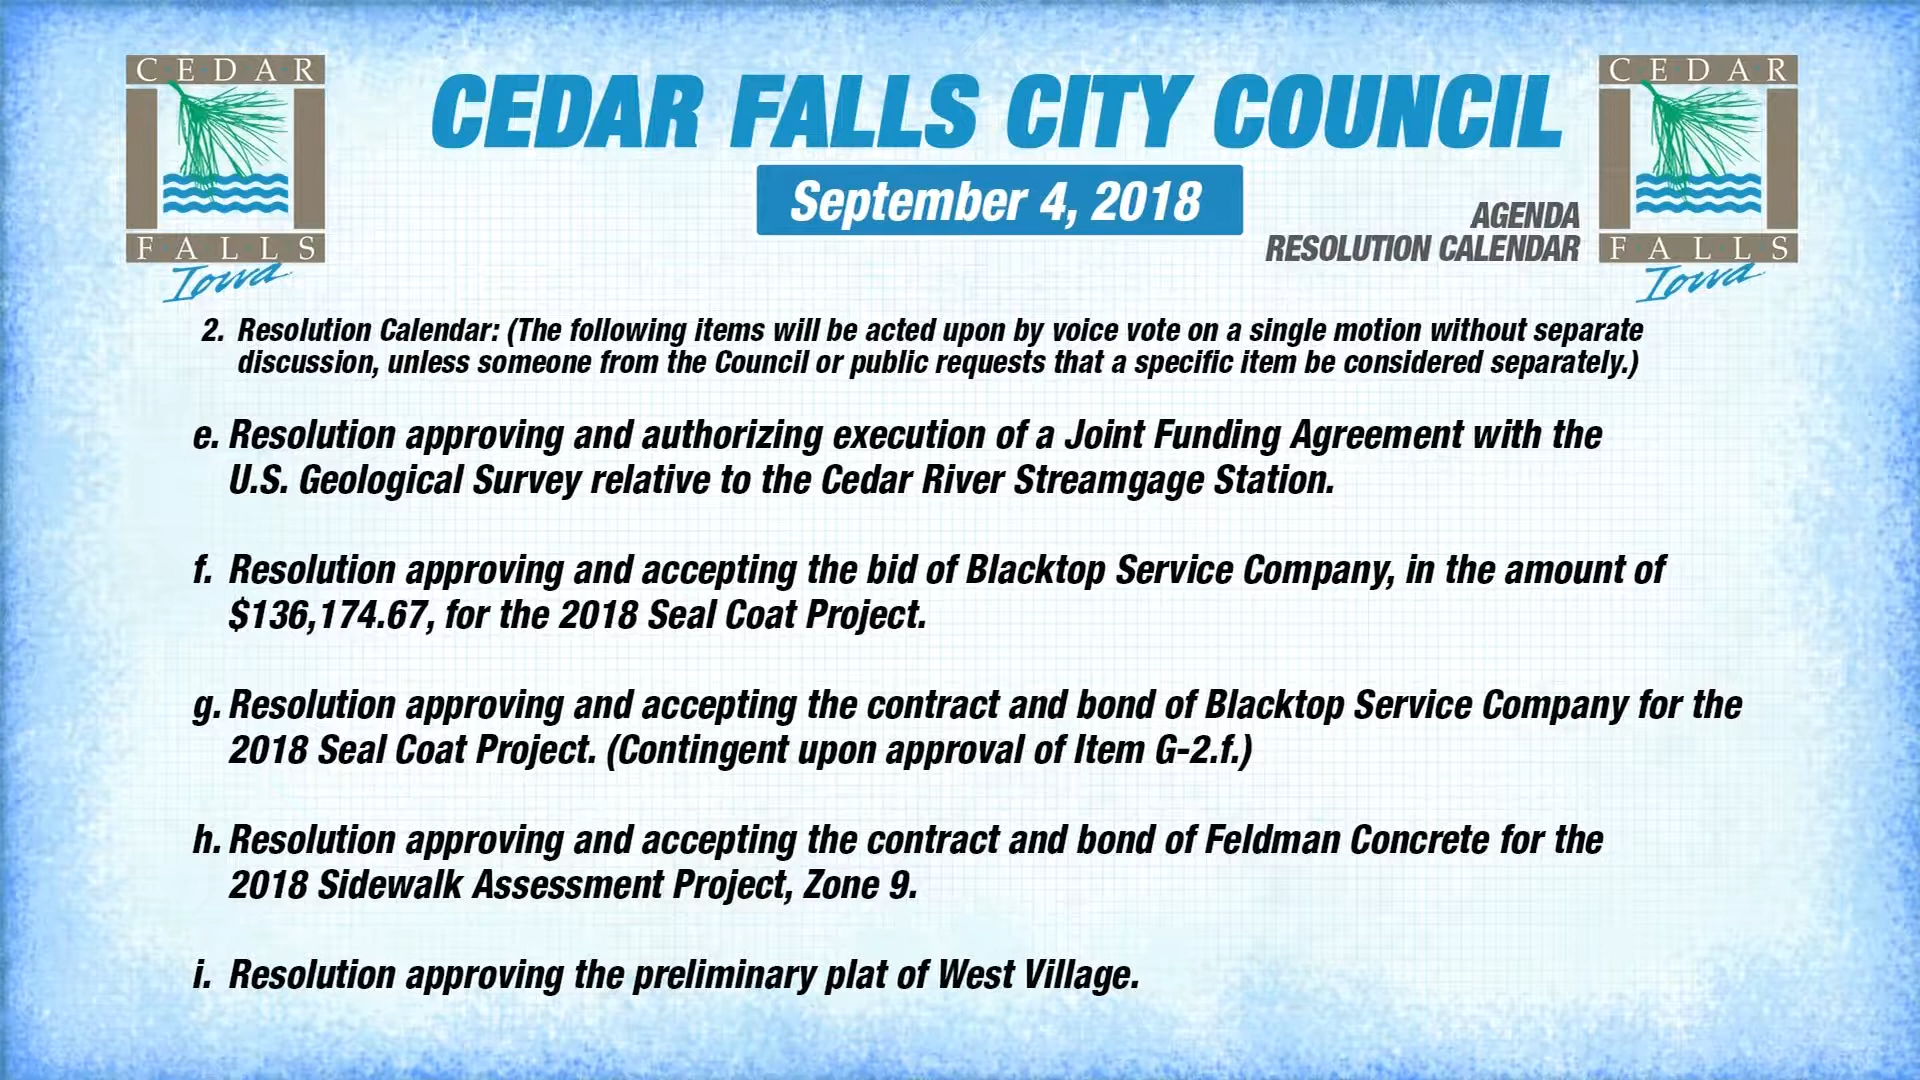 CEDAR
FALLS
Iowa
CEDAR FALLS CITY COUNCIL
September 4, 2018
AGENDA
RESOLUTION CALENDAR
CEDAR
FALLS
Iowa
2. Resolution Calendar: (The following items will be acted upon by voice vote on a single motion without separate
discussion, unless someone from the Council or public requests that a specific item be considered separately.)
e. Resolution approving and authorizing execution of a Joint Funding Agreement with the
U.S. Geological Survey relative to the Cedar River Streamgage Station.
f. Resolution approving and accepting the bid of Blacktop Service Company, in the amount of
$136,174.67, for the 2018 Seal Coat Project.
g. Resolution approving and accepting the contract and bond of Blacktop Service Company for the
2018 Seal Coat Project. (Contingent upon approval of Item G-2.f.)
h. Resolution approving and accepting the contract and bond of Feldman Concrete for the
2018 Sidewalk Assessment Project, Zone 9.
i. Resolution approving the preliminary plat of West Village.